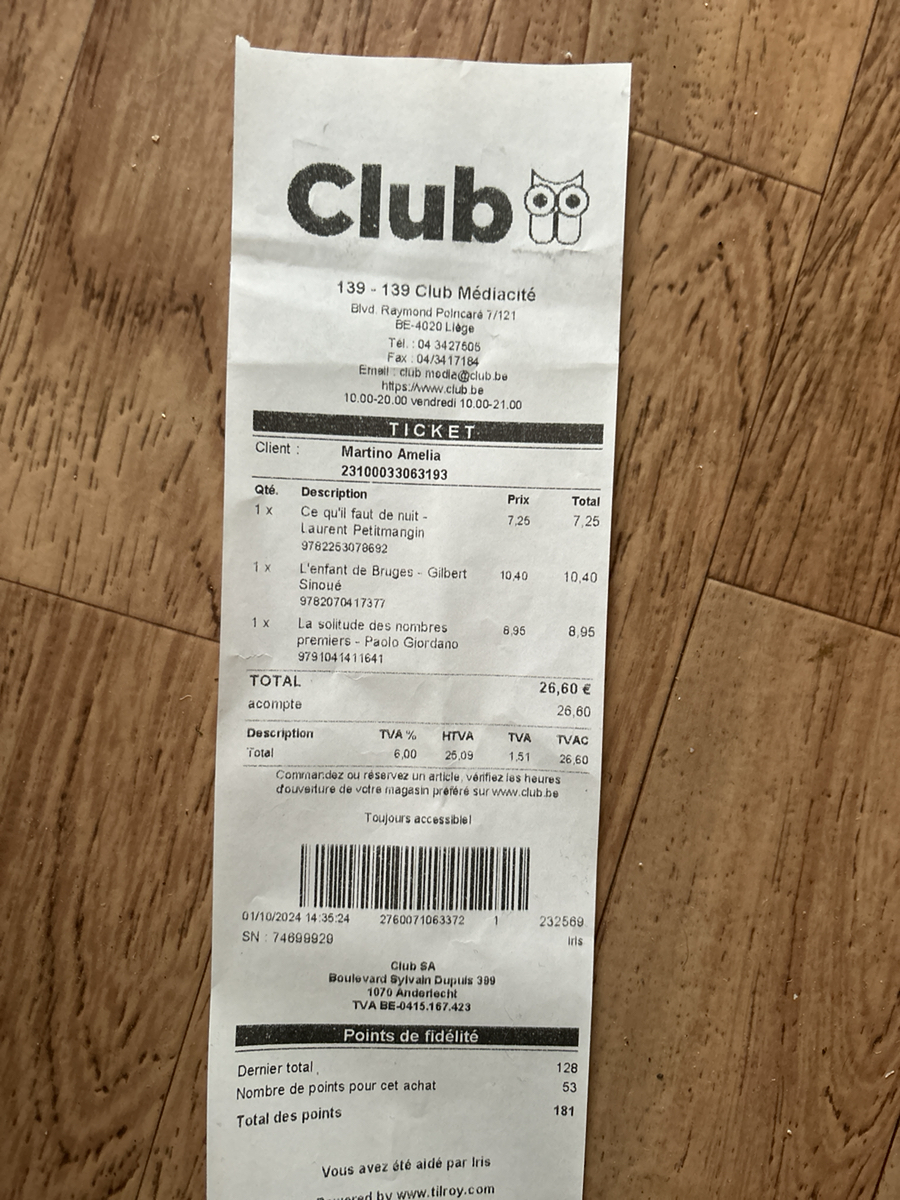 Club
139 - 139 Club Médiacité
Blvd. Raymond Poincaré 7/121
BE-4020 Liège
Tél. : 04 3427505
Fax : 04/3417184
Email : club.media@club.be
https://www.club.be
10.00-20.00 vendredi 10.00-21.00
TICKET
Client : Martino Amelia
23100033063193
Qté. Description Prix Total
1 x Ce qu'il faut de nuit - 7,25 7,25
Laurent Petitmangin
9782253078692
1 x L'enfant de Bruges - Gilbert 10,40 10,40
Sinoué
9782070417377
1 x La solitude des nombres 8,95 8,95
premiers - Paolo Giordano
9791041411641
TOTAL 26,60 €
acompte 26,60
Description TVA % HTVA TVA TVAC
Total 6,00 25,09 1,51 26,60
Commandez ou réservez un article, vérifiez les heures
d'ouverture de votre magasin préféré sur www.club.be
Toujours accessible!
01/10/2024 14:35:24 2760071063372 1 232569
SN : 74699929 Iris
Club SA
Boulevard Sylvain Dupuis 399
1070 Anderlecht
TVA BE-0415.167.423
Points de fidélité
Dernier total 128
Nombre de points pour cet achat 53
Total des points 181
Vous avez été aidé par Iris
Powered by www.tilroy.com